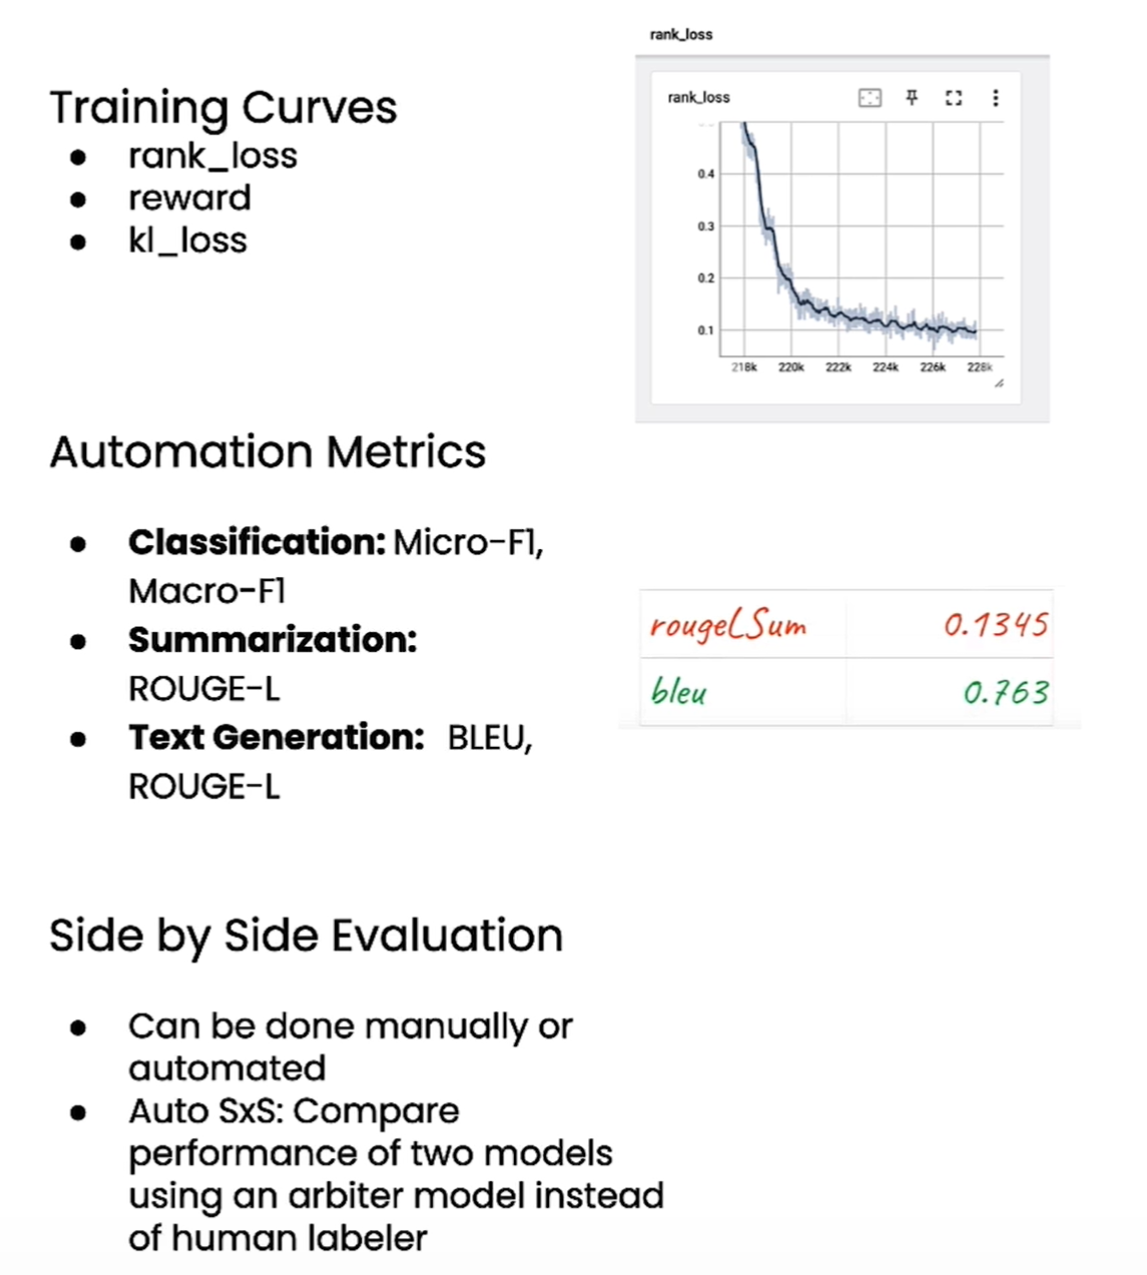 rank_loss
rank_loss
Training Curves
● rank_loss
● reward
● kl_loss
0.4
0.3
0.2
0.1
218k 220k 222k 224k 226k 228k
Automation Metrics
● Classification: Micro-F1,
Macro-F1
● Summarization:
ROUGE-L
● Text Generation: BLEU,
ROUGE-L
rougeLSum 0.1345
bleu 0.763
Side by Side Evaluation
● Can be done manually or
automated
● Auto SxS: Compare
performance of two models
using an arbiter model instead
of human labeler